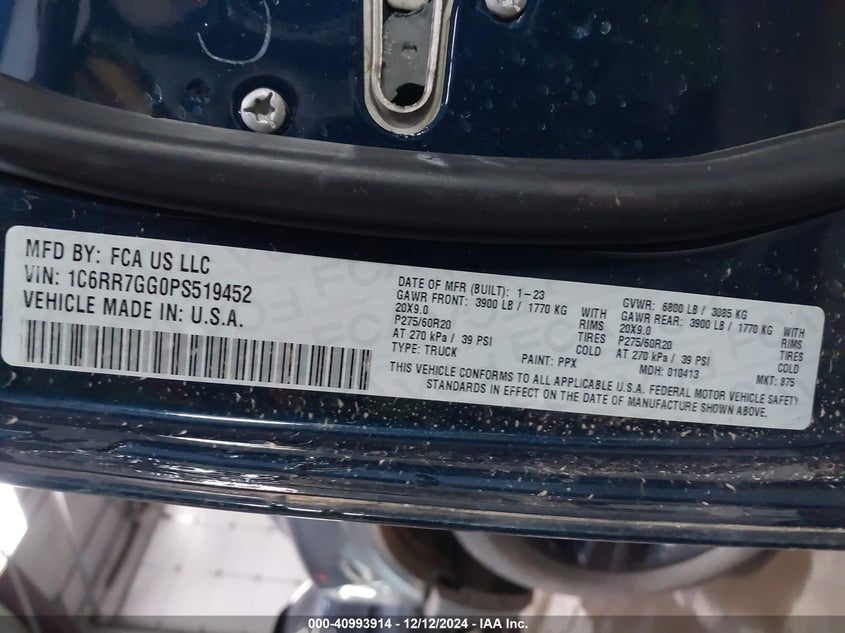 MFD BY: FCA US LLC
VIN: 1C6RR7GG0PS519452
VEHICLE MADE IN: U.S.A.
DATE OF MFR (BUILT): 1-23
GAWR FRONT: 3900 LB / 1770 KG WITH
20X9.0 RIMS
P275/60R20 TIRES
AT 270 kPa / 39 PSI COLD
TYPE: TRUCK PAINT: PPX
GVWR: 6800 LB / 3085 KG
GAWR REAR: 3900 LB / 1770 KG WITH
20X9.0 RIMS
P275/60R20 TIRES
AT 270 kPa / 39 PSI COLD
MDH: 010413 MKT: 875
THIS VEHICLE CONFORMS TO ALL APPLICABLE U.S.A. FEDERAL MOTOR VEHICLE SAFETY
STANDARDS IN EFFECT ON THE DATE OF MANUFACTURE SHOWN ABOVE.
000-40993914 - 12/12/2024 - IAA Inc.